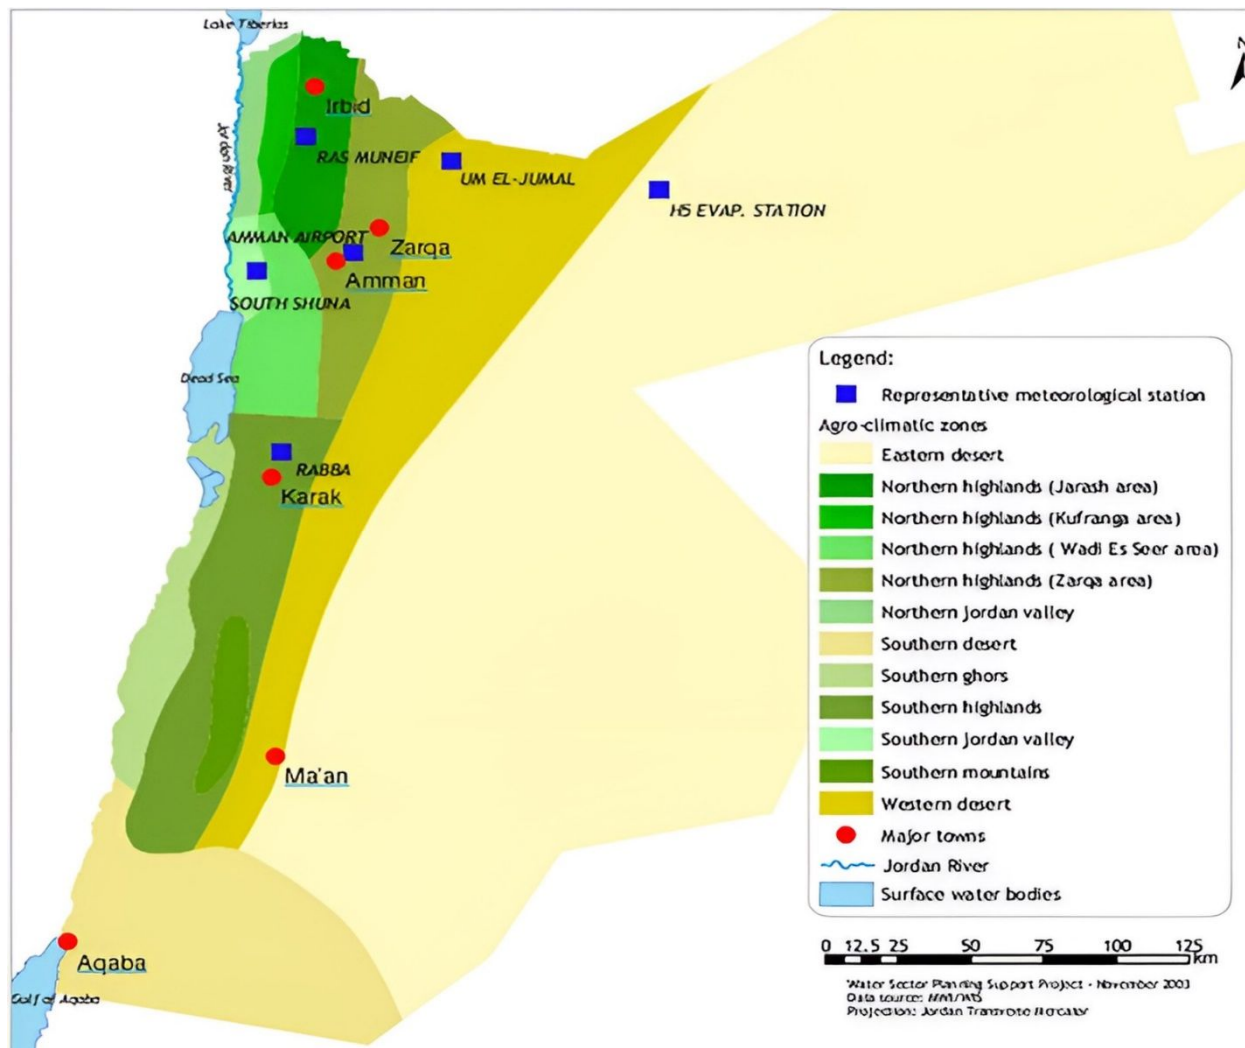 Lake Tiberias
N
Irbid
Jordan River
RAS MUNEIF
UM EL-JUMAL
H5 EVAP. STATION
AMMAN AIRPORT
Zarqa
Amman
SOUTH SHUNA
Dead Sea
RABBA
Karak
Ma'an
Aqaba
Gulf of Aqaba
Legend:
Representative meteorological station
Agro-climatic zones
Eastern desert
Northern highlands (Jarash area)
Northern highlands (Kufranga area)
Northern highlands ( Wadi Es Seer area)
Northern highlands (Zarqa area)
Northern Jordan valley
Southern desert
Southern ghors
Southern highlands
Southern Jordan valley
Southern mountains
Western desert
Major towns
Jordan River
Surface water bodies
0 12.5 25 50 75 100 125
km
Water Sector Planning Support Project - November 2003
Data source:
Projection: Jordan Transverse Mercator